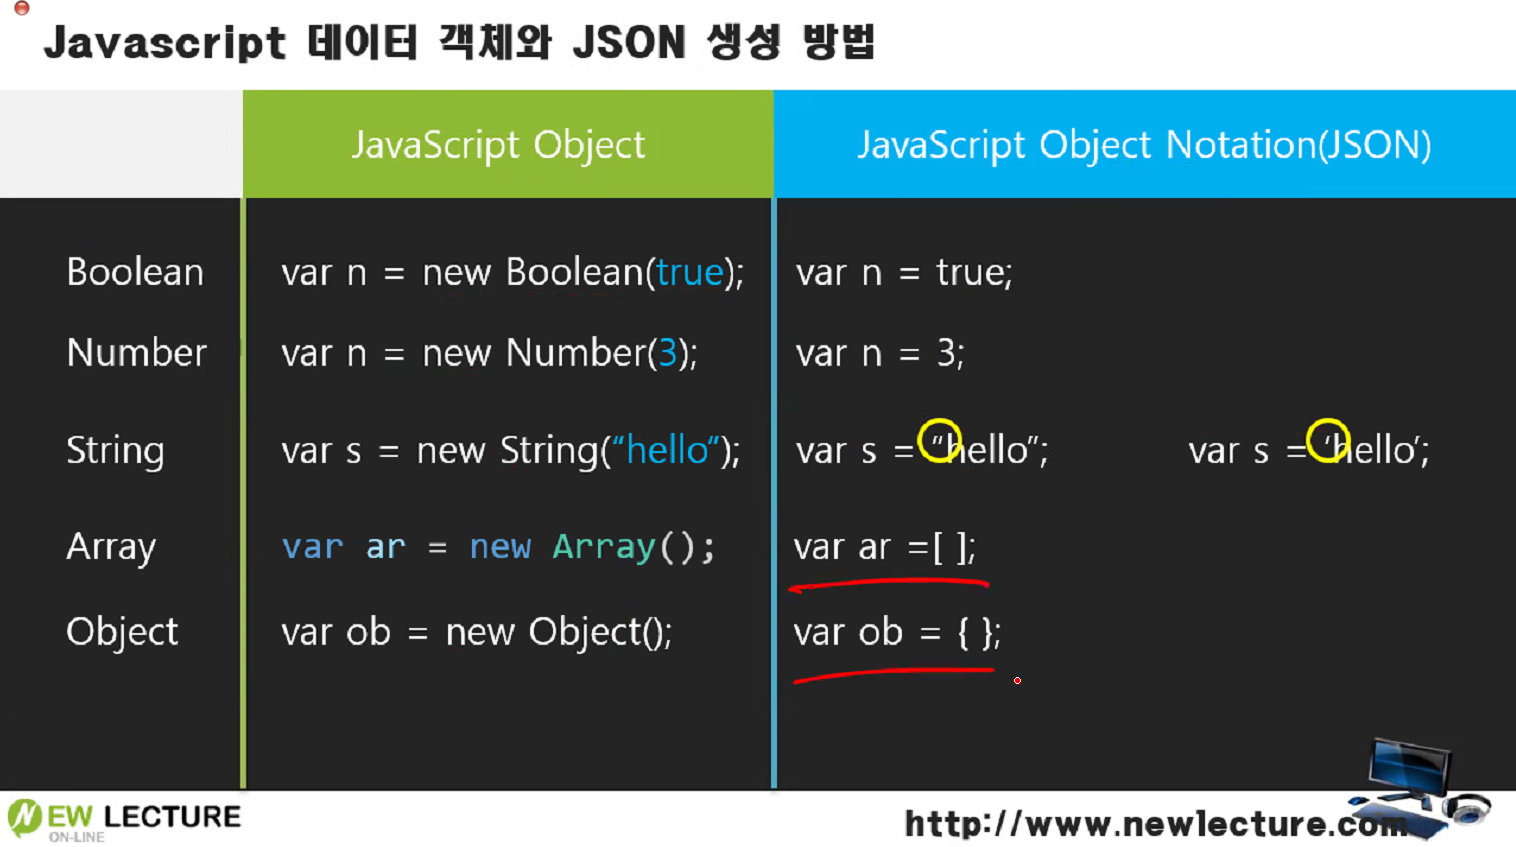 Javascript 데이터 객체와 JSON 생성 방법
JavaScript Object
JavaScript Object Notation(JSON)
Boolean
var n = new Boolean(true);
var n = true;
Number
var n = new Number(3);
var n = 3;
String
var s = new String(“hello“);
var s = “hello”;
var s = ‘hello’;
Array
var ar = new Array();
var ar =[ ];
Object
var ob = new Object();
var ob = { };
NEW LECTURE
ON-LINE
http://www.newlecture.com